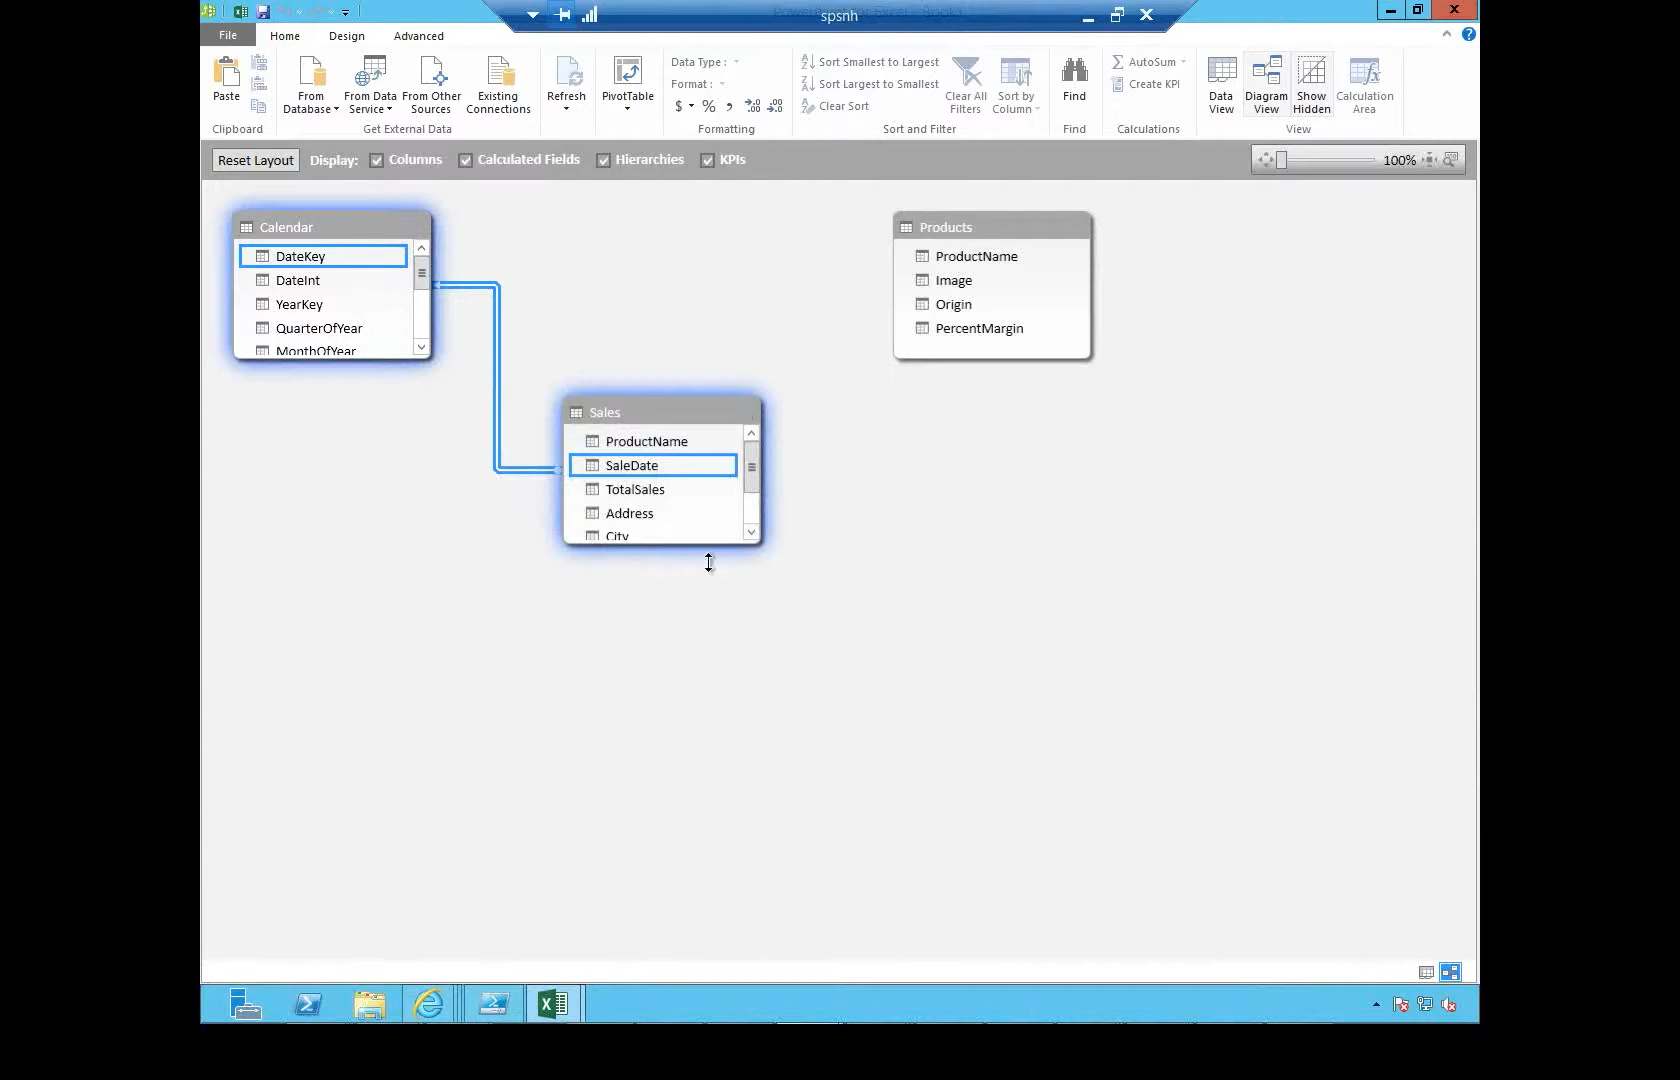 spsnh
File Home Design Advanced
Paste
From Database
From Data Service
From Other Sources
Existing Connections
Refresh
PivotTable
Data Type :
Format :
$ % ,
Sort Smallest to Largest
Sort Largest to Smallest
Clear Sort
Clear All Filters
Sort by Column
Find
AutoSum
Create KPI
Data View
Diagram View
Show Hidden
Calculation Area
Clipboard Get External Data Formatting Sort and Filter Find Calculations View
Reset Layout Display: Columns Calculated Fields Hierarchies KPIs 100%
Calendar
DateKey
DateInt
YearKey
QuarterOfYear
MonthOfYear
Products
ProductName
Image
Origin
PercentMargin
Sales
ProductName
SaleDate
TotalSales
Address
City